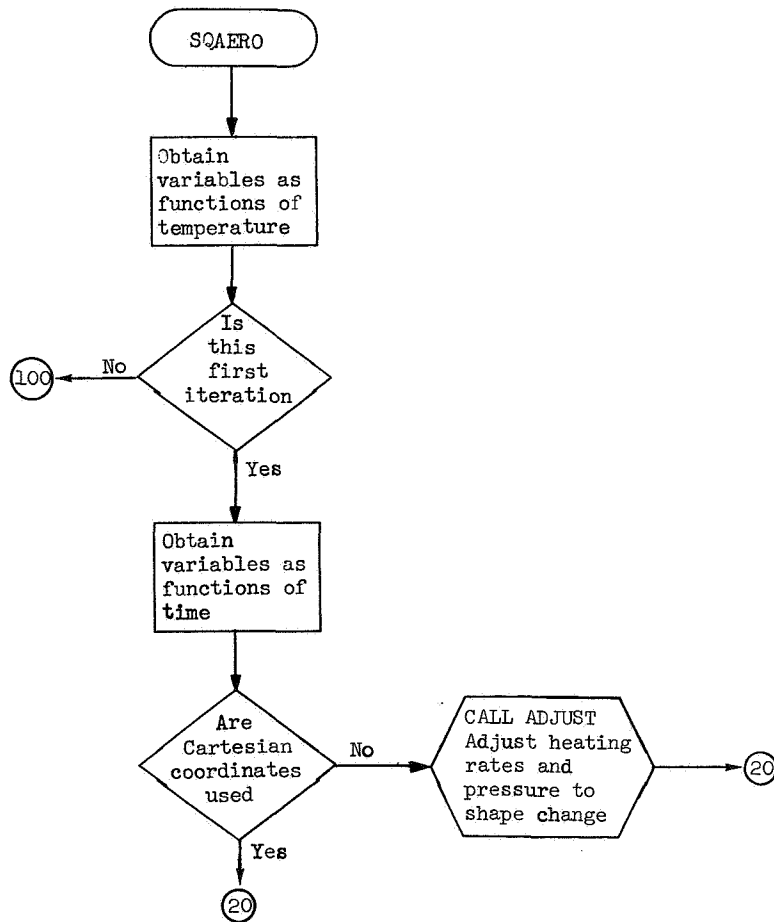 SQAERO
Obtain
variables as
functions of
temperature
Is
this
first
iteration
No
100
Yes
Obtain
variables as
functions of
time
Are
Cartesian
coordinates
used
No
CALL ADJUST
Adjust heating
rates and
pressure to
shape change
20
Yes
20